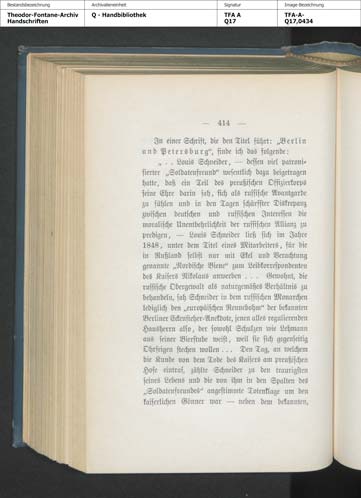 Bestandsbezeichnung
Archivalieneinheit
Signatur
Image Bezeichnung
Theodor-Fontane-Archiv
Handschriften
Q - Handbibliothek
TFA A
Q17
TFA-A-
Q17,0434
— 414 —
In einer Schrift, die den Titel führt: „Berlin
und Petersburg“, finde ich das folgende:
„ . . Louis Schneider, — dessen viel patroni-
sierter „Soldatenfreund“ wesentlich dazu beigetragen
hatte, daß ein Teil des preußischen Offizierkorps
seine Ehre darin sah, sich als russische Avantgarde
zu fühlen und in den Tagen schärfster Diskrepanz
zwischen deutschen und russischen Interessen die
moralische Unentbehrlichkeit der russischen Allianz zu
predigen, — Louis Schneider ließ sich im Jahre
1848, unter dem Titel eines Mitarbeiters, für die
in Rußland selbst nur mit Ekel und Verachtung
genannte „Nordische Biene“ zum Leibkorrespondenten
des Kaisers Nikolaus anwerben . . . Gewohnt, die
russische Obergewalt als naturgemäßes Verhältnis zu
behandeln, sah Schneider in dem russischen Monarchen
lediglich den „europäischen Rennebohm“ der bekannten
Berliner Eckensteher-Anekdote, jenen alles regulierenden
Hausherrn also, der sowohl Schulzen wie Lehmann
aus seiner Bierstube weist, weil sie sich gegenseitig
Ohrfeigen stechen wollen . . . Den Tag, an welchem
die Kunde von dem Tode des Kaisers am preußischen
Hofe eintraf, zählte Schneider zu den traurigsten
seines Lebens und die von ihm in den Spalten des
„Soldatenfreundes“ angestimmte Totenklage um den
kaiserlichen Gönner war — neben dem bekannten,